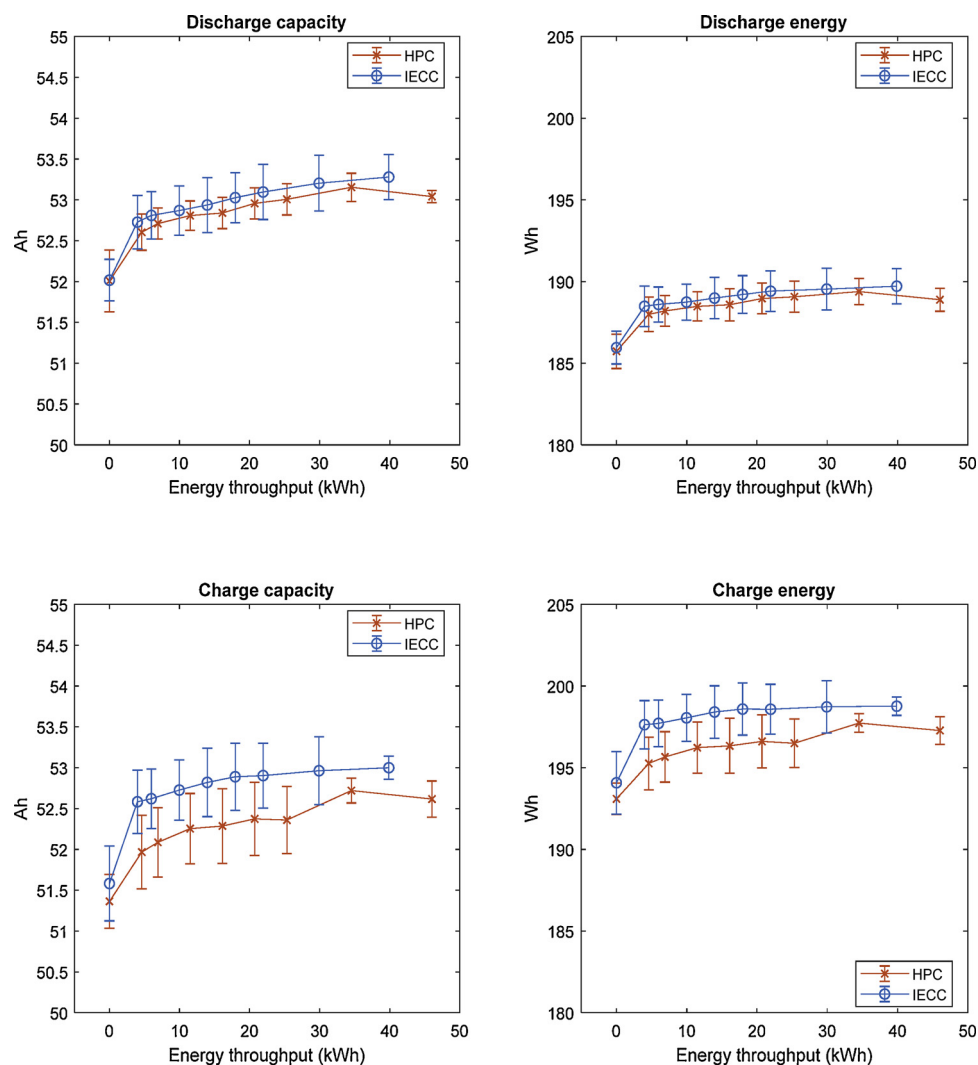 Discharge capacity
55
54.5
54
53.5
53
52.5
52
51.5
51
50.5
50
Ah
HPC
IECC
0 10 20 30 40 50
Energy throughput (kWh)
Discharge energy
205
200
195
190
185
180
Wh
HPC
IECC
0 10 20 30 40 50
Energy throughput (kWh)
Charge capacity
55
54.5
54
53.5
53
52.5
52
51.5
51
50.5
50
Ah
HPC
IECC
0 10 20 30 40 50
Energy throughput (kWh)
Charge energy
205
200
195
190
185
180
Wh
HPC
IECC
0 10 20 30 40 50
Energy throughput (kWh)